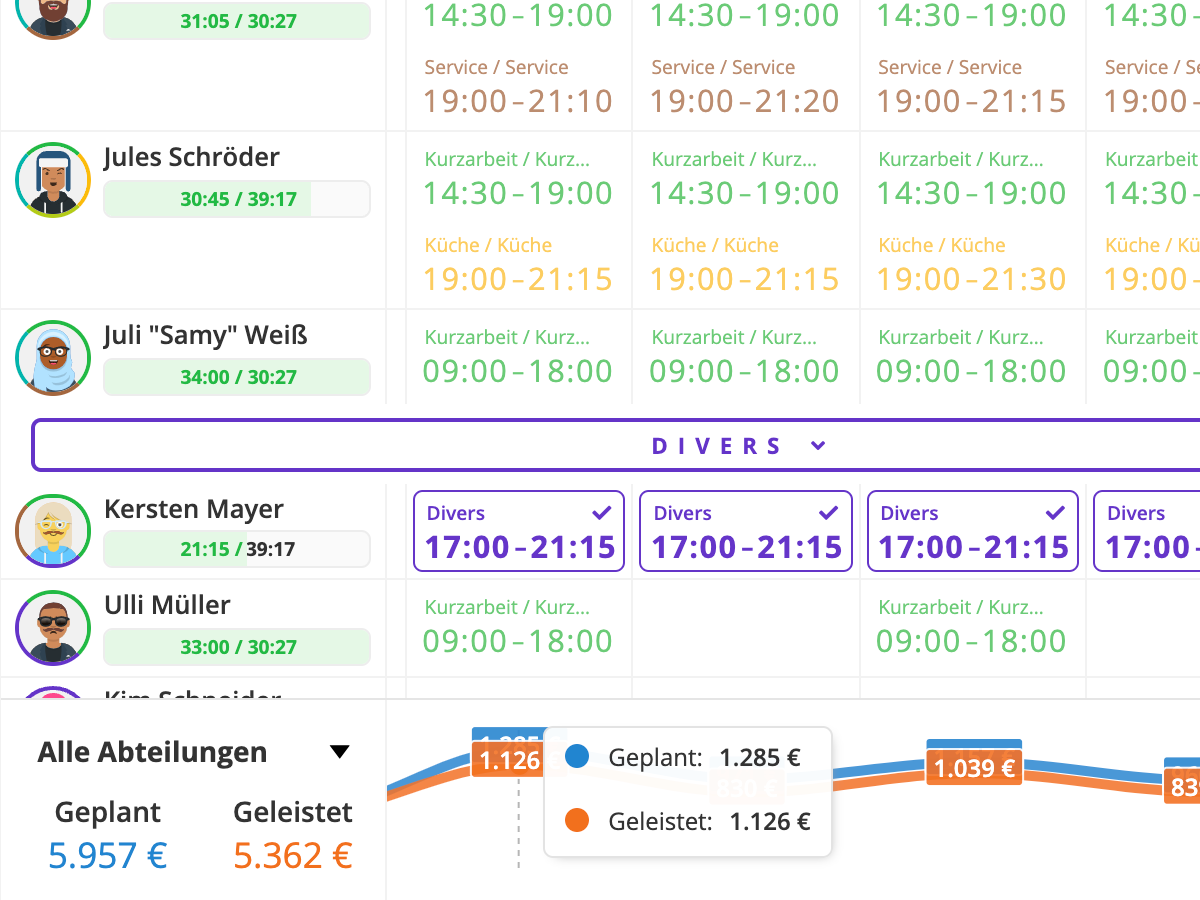 31:05 / 30:27
14:30 – 19:00 14:30 – 19:00 14:30 – 19:00 14:30
Service / Service Service / Service Service / Service Service /
19:00 – 21:10 19:00 – 21:20 19:00 – 21:15 19:00
Jules Schröder
30:45 / 39:17
Kurzarbeit / Kurz... Kurzarbeit / Kurz... Kurzarbeit / Kurz... Kurzarbeit
14:30 – 19:00 14:30 – 19:00 14:30 – 19:00 14:30
Küche / Küche Küche / Küche Küche / Küche Küche /
19:00 – 21:15 19:00 – 21:15 19:00 – 21:30 19:00
Juli "Samy" Weiß
34:00 / 30:27
Kurzarbeit / Kurz... Kurzarbeit / Kurz... Kurzarbeit / Kurz... Kurzarbeit
09:00 – 18:00 09:00 – 18:00 09:00 – 18:00 09:00
DIVERS
Kersten Mayer
21:15 / 39:17
Divers Divers Divers Divers
17:00 – 21:15 17:00 – 21:15 17:00 – 21:15 17:00
Ulli Müller
33:00 / 30:27
Kurzarbeit / Kurz... Kurzarbeit / Kurz...
09:00 – 18:00 09:00 – 18:00
Kim Schneider
Alle Abteilungen
Geplant Geleistet
5.957 € 5.362 €
1.126
Geplant: 1.285 €
Geleistet: 1.126 €
830 €
1.039 €